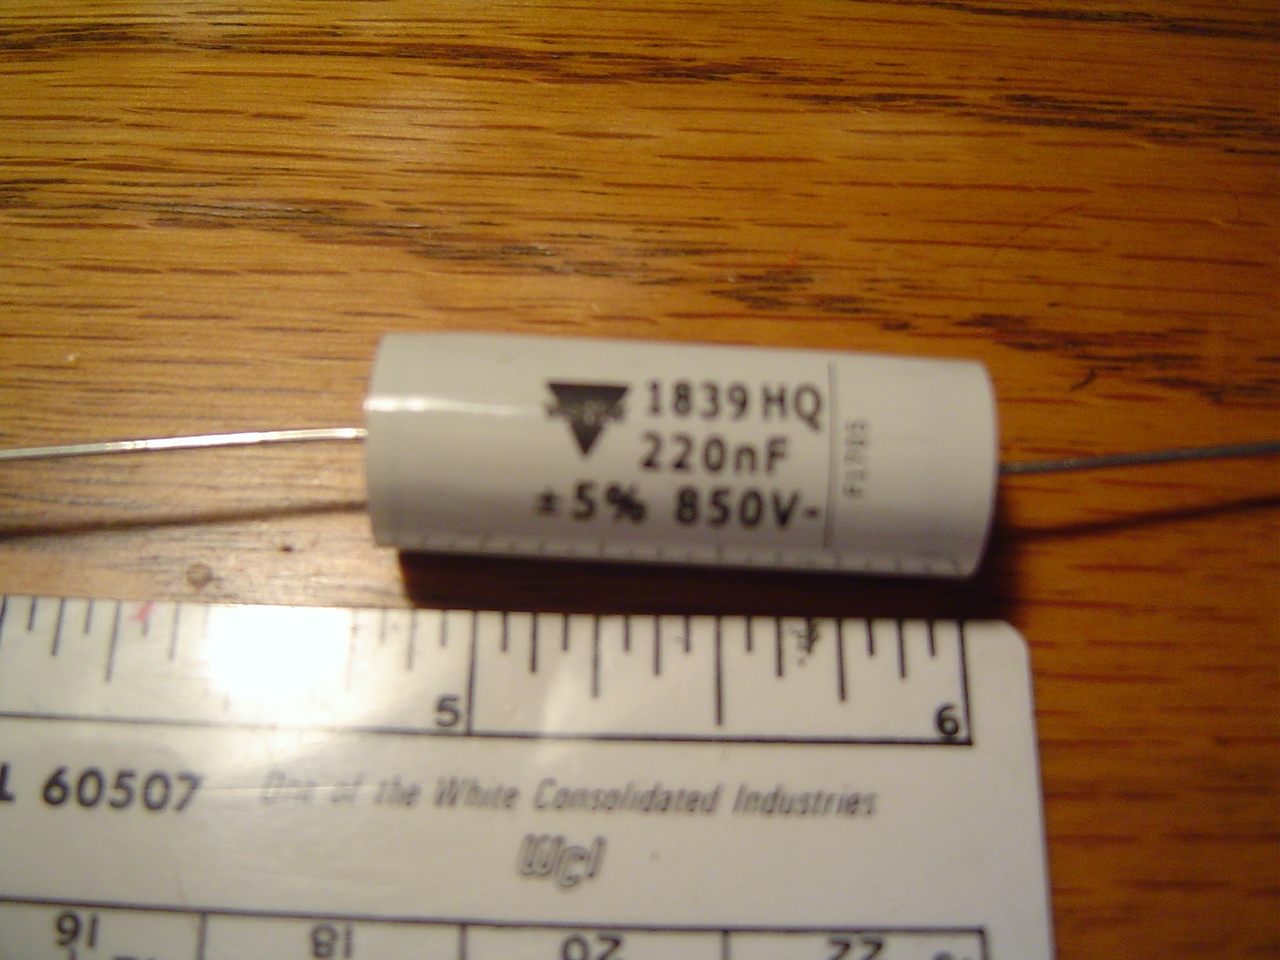 1839 HQ
220nF
±5% 850V-
5
6
L 60507
One of the White Consolidated Industries
WCI
16
18
20
22